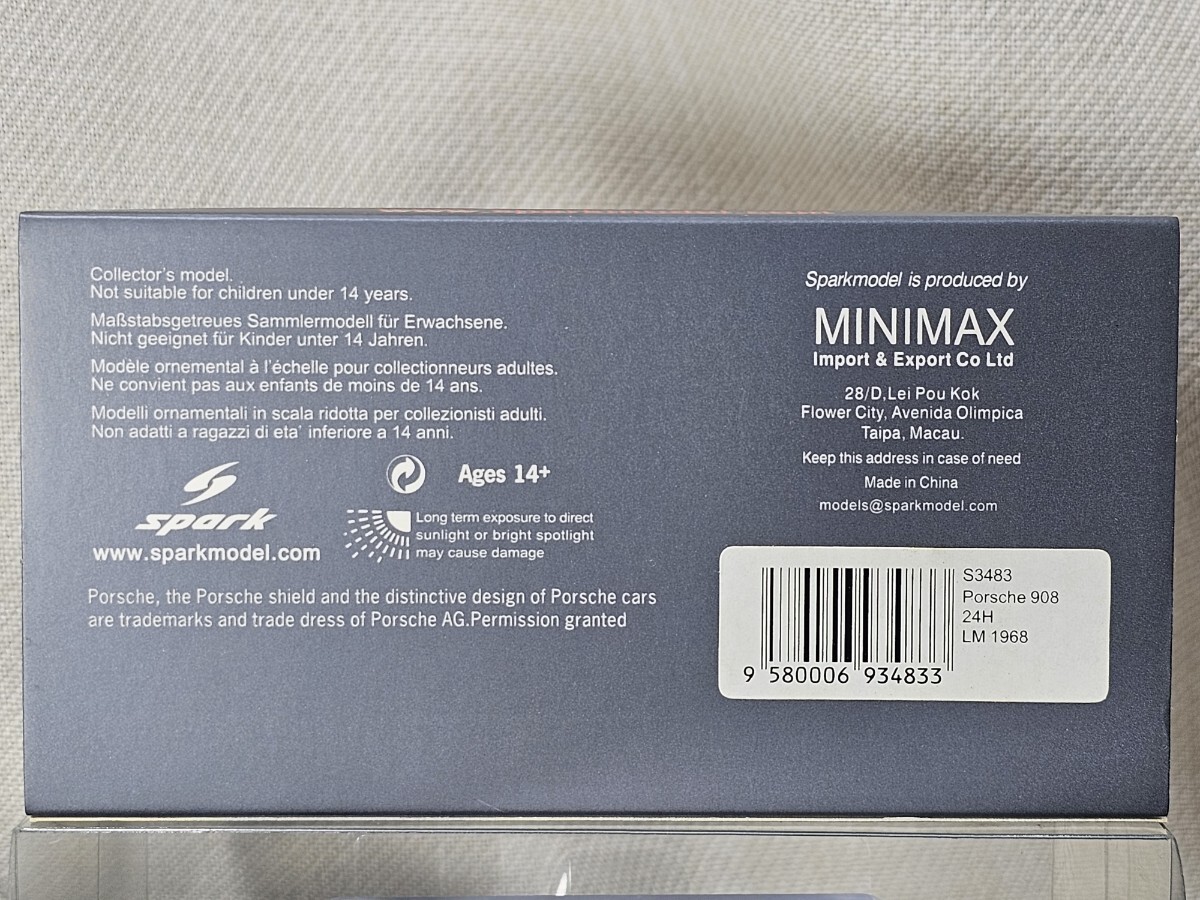 Collector's model.
Not suitable for children under 14 years.
Maßstabsgetreues Sammlermodell für Erwachsene.
Nicht geeignet für Kinder unter 14 Jahren.
Modèle ornemental à l'échelle pour collectionneurs adultes.
Ne convient pas aux enfants de moins de 14 ans.
Modelli ornamentali in scala ridotta per collezionisti adulti.
Non adatti a ragazzi di eta' inferiore a 14 anni.
Ages 14+
spark
www.sparkmodel.com
Long term exposure to direct
sunlight or bright spotlight
may cause damage
Porsche, the Porsche shield and the distinctive design of Porsche cars
are trademarks and trade dress of Porsche AG.Permission granted
Sparkmodel is produced by
MINIMAX
Import & Export Co Ltd
28/D,Lei Pou Kok
Flower City, Avenida Olimpica
Taipa, Macau.
Keep this address in case of need
Made in China
models@sparkmodel.com
S3483
Porsche 908
24H
LM 1968
9 580006 934833